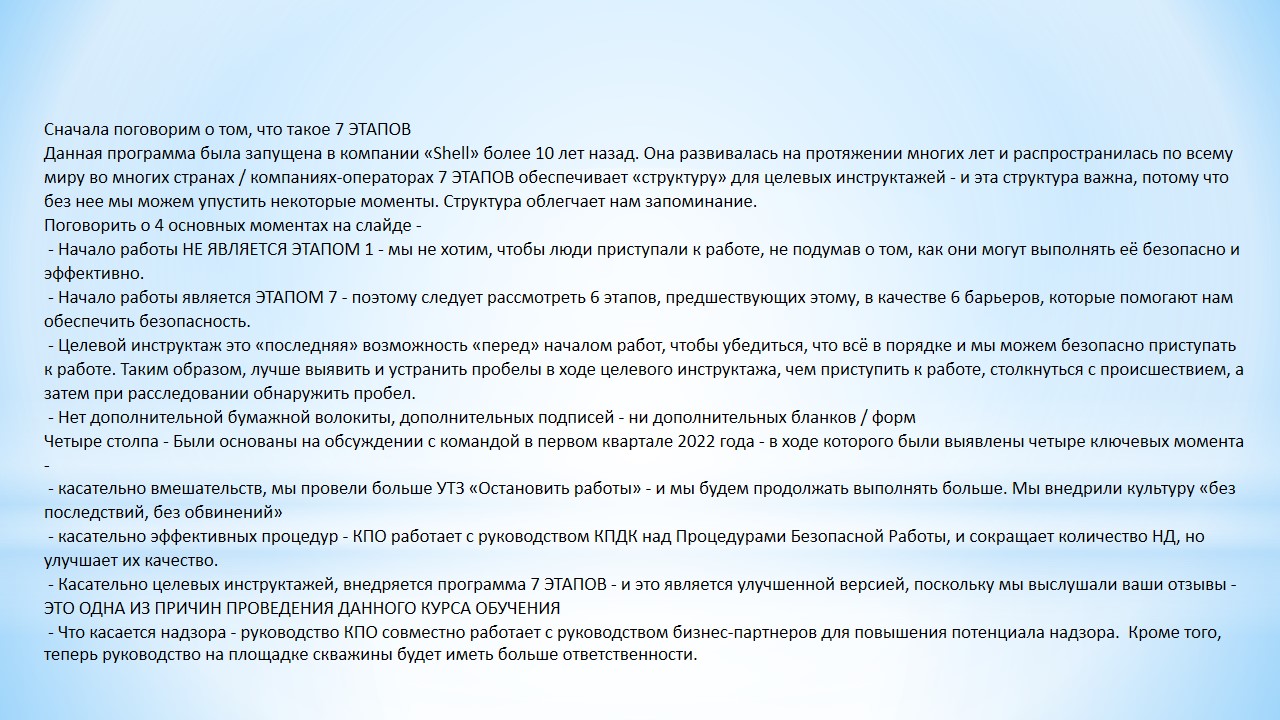 Сначала поговорим о том, что такое 7 ЭТАПОВ
Данная программа была запущена в компании «Shell» более 10 лет назад. Она развивалась на протяжении многих лет и распространилась по всему
миру во многих странах / компаниях-операторах 7 ЭТАПОВ обеспечивает «структуру» для целевых инструктажей - и эта структура важна, потому что
без нее мы можем упустить некоторые моменты. Структура облегчает нам запоминание.
Поговорить о 4 основных моментах на слайде -
- Начало работы НЕ ЯВЛЯЕТСЯ ЭТАПОМ 1 - мы не хотим, чтобы люди приступали к работе, не подумав о том, как они могут выполнять её безопасно и
эффективно.
- Начало работы является ЭТАПОМ 7 - поэтому следует рассмотреть 6 этапов, предшествующих этому, в качестве 6 барьеров, которые помогают нам
обеспечить безопасность.
- Целевой инструктаж это «последняя» возможность «перед» началом работ, чтобы убедиться, что всё в порядке и мы можем безопасно приступать
к работе. Таким образом, лучше выявить и устранить пробелы в ходе целевого инструктажа, чем приступить к работе, столкнуться с происшествием, а
затем при расследовании обнаружить пробел.
- Нет дополнительной бумажной волокиты, дополнительных подписей - ни дополнительных бланков / форм
Четыре столпа - Были основаны на обсуждении с командой в первом квартале 2022 года - в ходе которого были выявлены четыре ключевых момента
-
- касательно вмешательств, мы провели больше УТЗ «Остановить работы» - и мы будем продолжать выполнять больше. Мы внедрили культуру «без
последствий, без обвинений»
- касательно эффективных процедур - КПО работает с руководством КПДК над Процедурами Безопасной Работы, и сокращает количество НД, но
улучшает их качество.
- Касательно целевых инструктажей, внедряется программа 7 ЭТАПОВ - и это является улучшенной версией, поскольку мы выслушали ваши отзывы -
ЭТО ОДНА ИЗ ПРИЧИН ПРОВЕДЕНИЯ ДАННОГО КУРСА ОБУЧЕНИЯ
- Что касается надзора - руководство КПО совместно работает с руководством бизнес-партнеров для повышения потенциала надзора.  Кроме того,
теперь руководство на площадке скважины будет иметь больше ответственности.